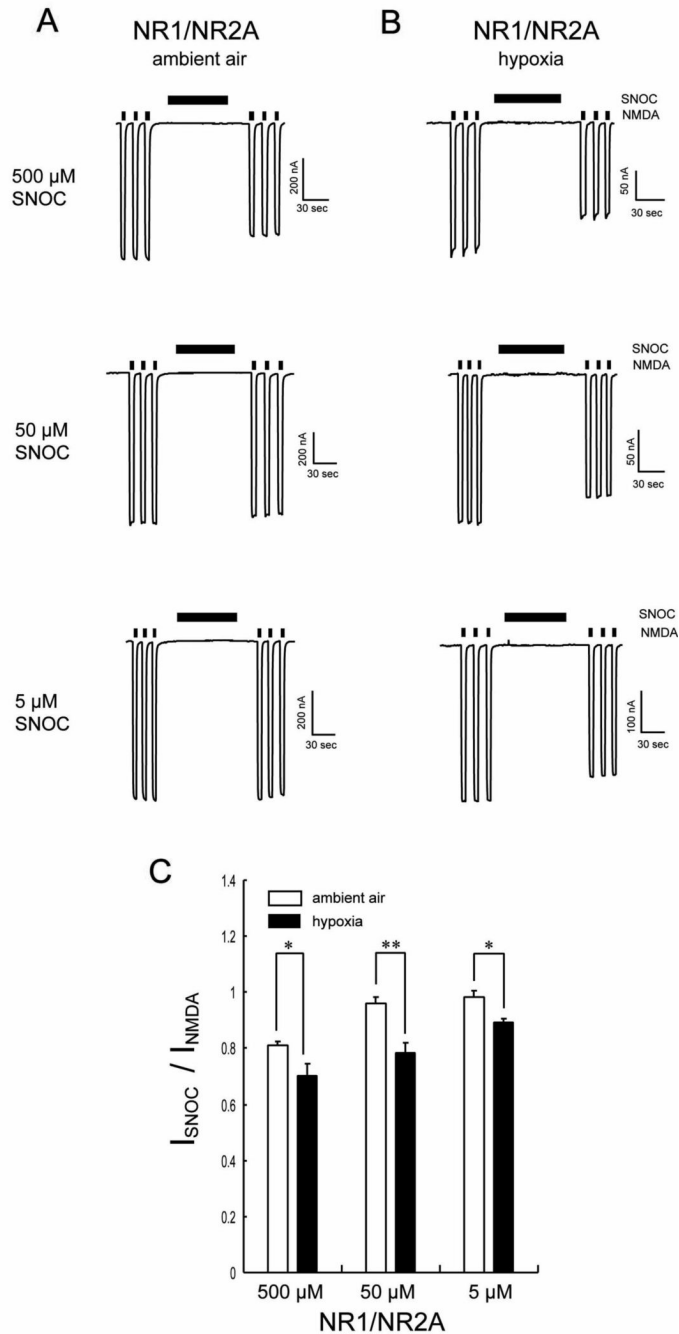 A
NR1/NR2A
ambient air
B
NR1/NR2A
hypoxia
500 µM
SNOC
200 nA
30 sec
SNOC
NMDA
50 nA
30 sec
50 µM
SNOC
200 nA
30 sec
SNOC
NMDA
50 nA
30 sec
5 µM
SNOC
200 nA
30 sec
SNOC
NMDA
100 nA
30 sec
C
ISNOC / INMDA
1.4
1.2
1
0.8
0.6
0.4
0.2
0
ambient air
hypoxia
*
**
*
500 µM
50 µM
5 µM
NR1/NR2A